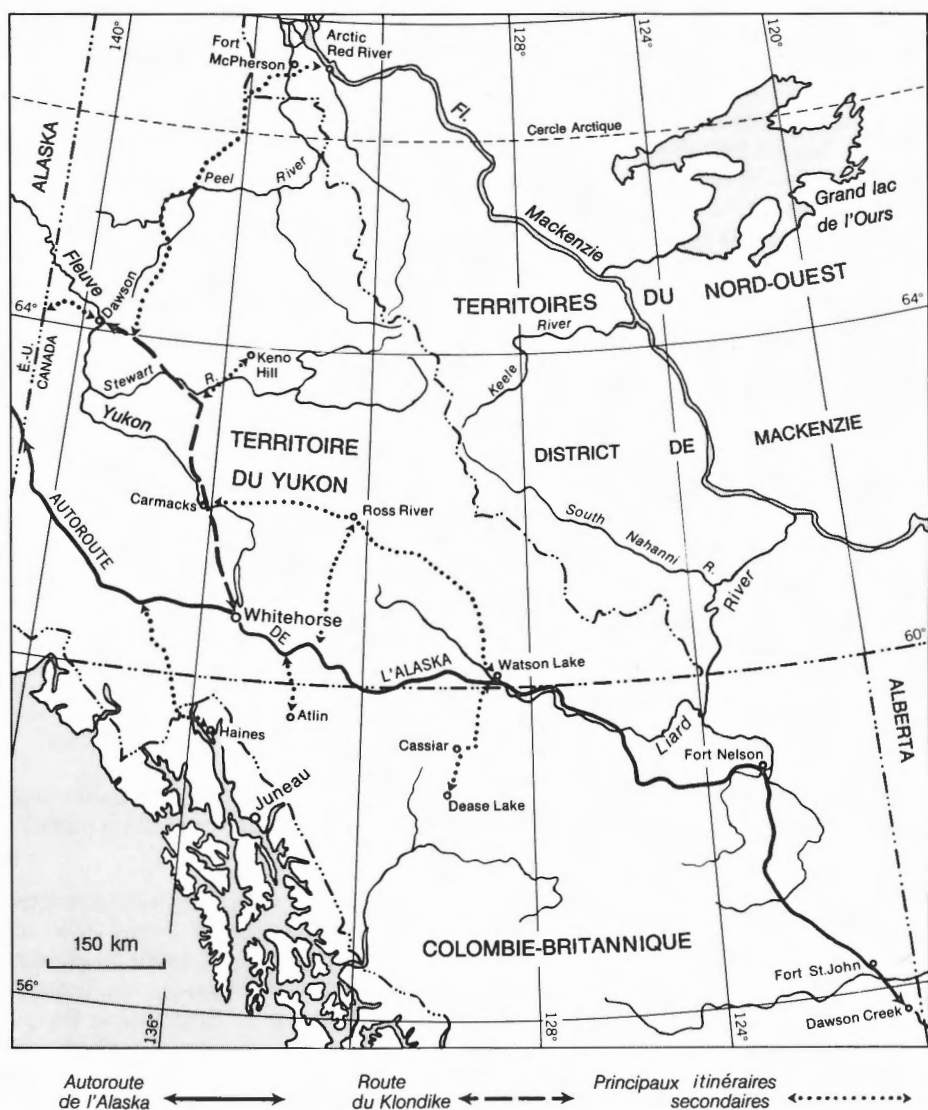 140°
Fort
McPherson
Arctic
Red River
128°
124°
120°
ALASKA
Fl.
Cercle Arctique
Peel River
Grand lac
de l'Ours
Mackenzie
Fleuve
Dawson
TERRITOIRES DU NORD-OUEST
64°
64°
River
É.-U.
CANADA
Keno
Hill
Keele
Stewart R.
Yukon
TERRITOIRE
DU YUKON
DISTRICT DE MACKENZIE
Carmacks
Ross River
AUTOROUTE
South
Nahanni R.
River
Whitehorse
DE
60°
L'ALASKA
Watson Lake
Atlin
ALBERTA
Haines
Cassiar
Liard
Fort Nelson
Juneau
Dease Lake
150 km
COLOMBIE-BRITANNIQUE
Fort St.John
56°
Dawson Creek
136°
128°
124°
Autoroute
de l'Alaska
Route
du Klondike
Principaux itinéraires
secondaires